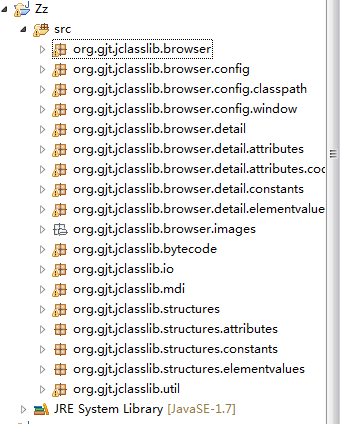 Zz
src
org.gjt.jclasslib.browser
org.gjt.jclasslib.browser.config
org.gjt.jclasslib.browser.config.classpath
org.gjt.jclasslib.browser.config.window
org.gjt.jclasslib.browser.detail
org.gjt.jclasslib.browser.detail.attributes
org.gjt.jclasslib.browser.detail.attributes.coc
org.gjt.jclasslib.browser.detail.constants
org.gjt.jclasslib.browser.detail.elementvalue
org.gjt.jclasslib.browser.images
org.gjt.jclasslib.bytecode
org.gjt.jclasslib.io
org.gjt.jclasslib.mdi
org.gjt.jclasslib.structures
org.gjt.jclasslib.structures.attributes
org.gjt.jclasslib.structures.constants
org.gjt.jclasslib.structures.elementvalues
org.gjt.jclasslib.util
JRE System Library [JavaSE-1.7]